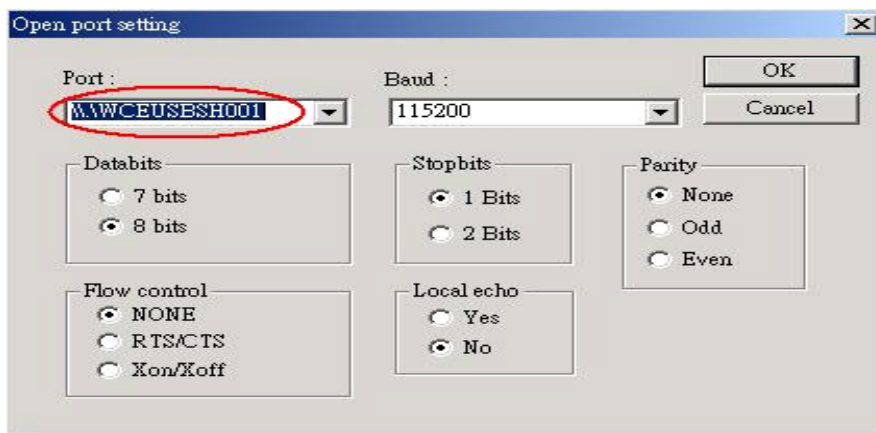 Open port setting
Port :
\\.\WCEUSBSH001
Baud :
115200
OK
Cancel
Databits
7 bits
8 bits
Stopbits
1 Bits
2 Bits
Parity
None
Odd
Even
Flow control
NONE
RTS/CTS
Xon/Xoff
Local echo
Yes
No